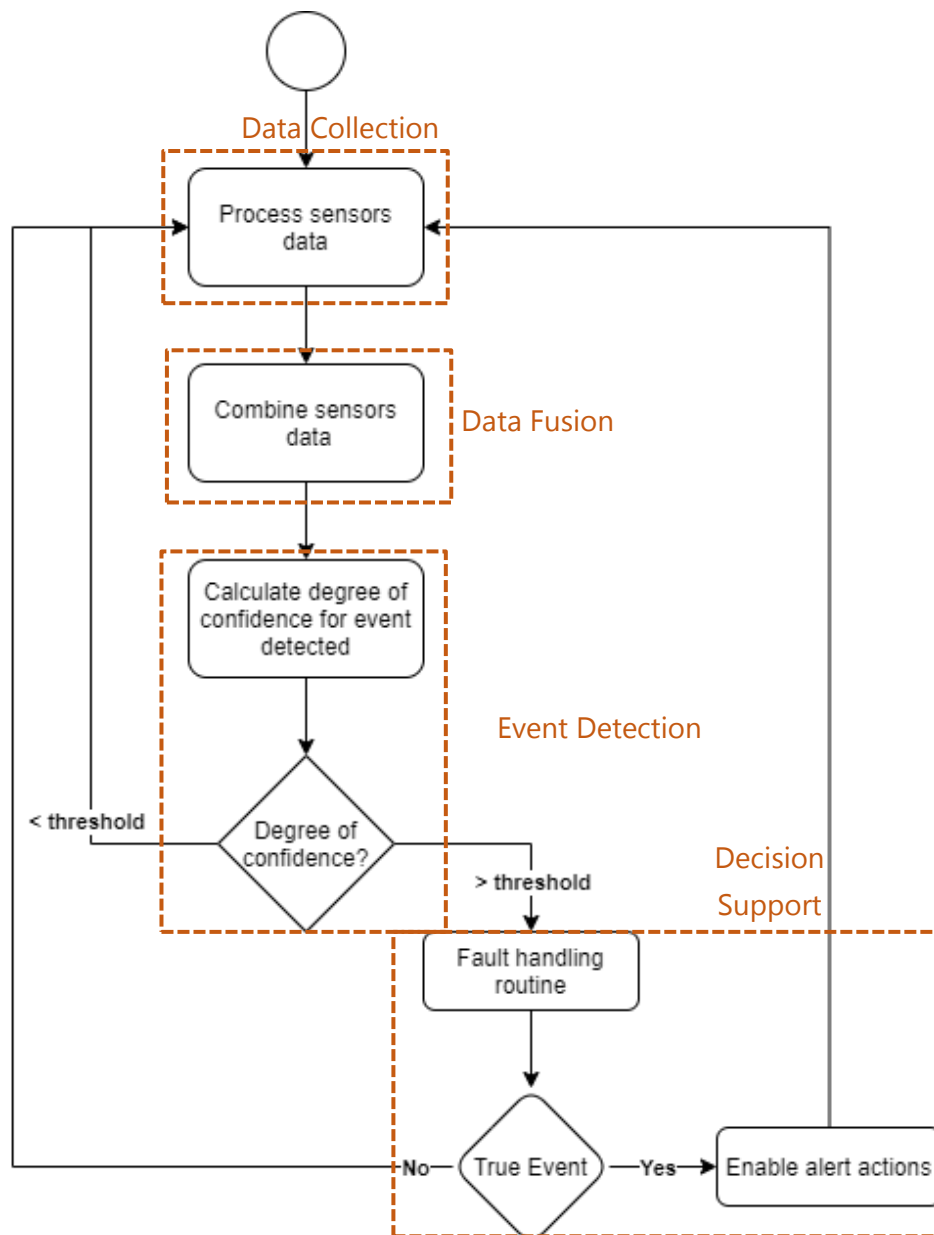 Data Collection
Process sensors
data
Combine sensors
data
Data Fusion
Calculate degree of
confidence for event
detected
Event Detection
< threshold
Degree of
confidence?
> threshold
Decision
Support
Fault handling
routine
No
True Event
Yes
Enable alert actions